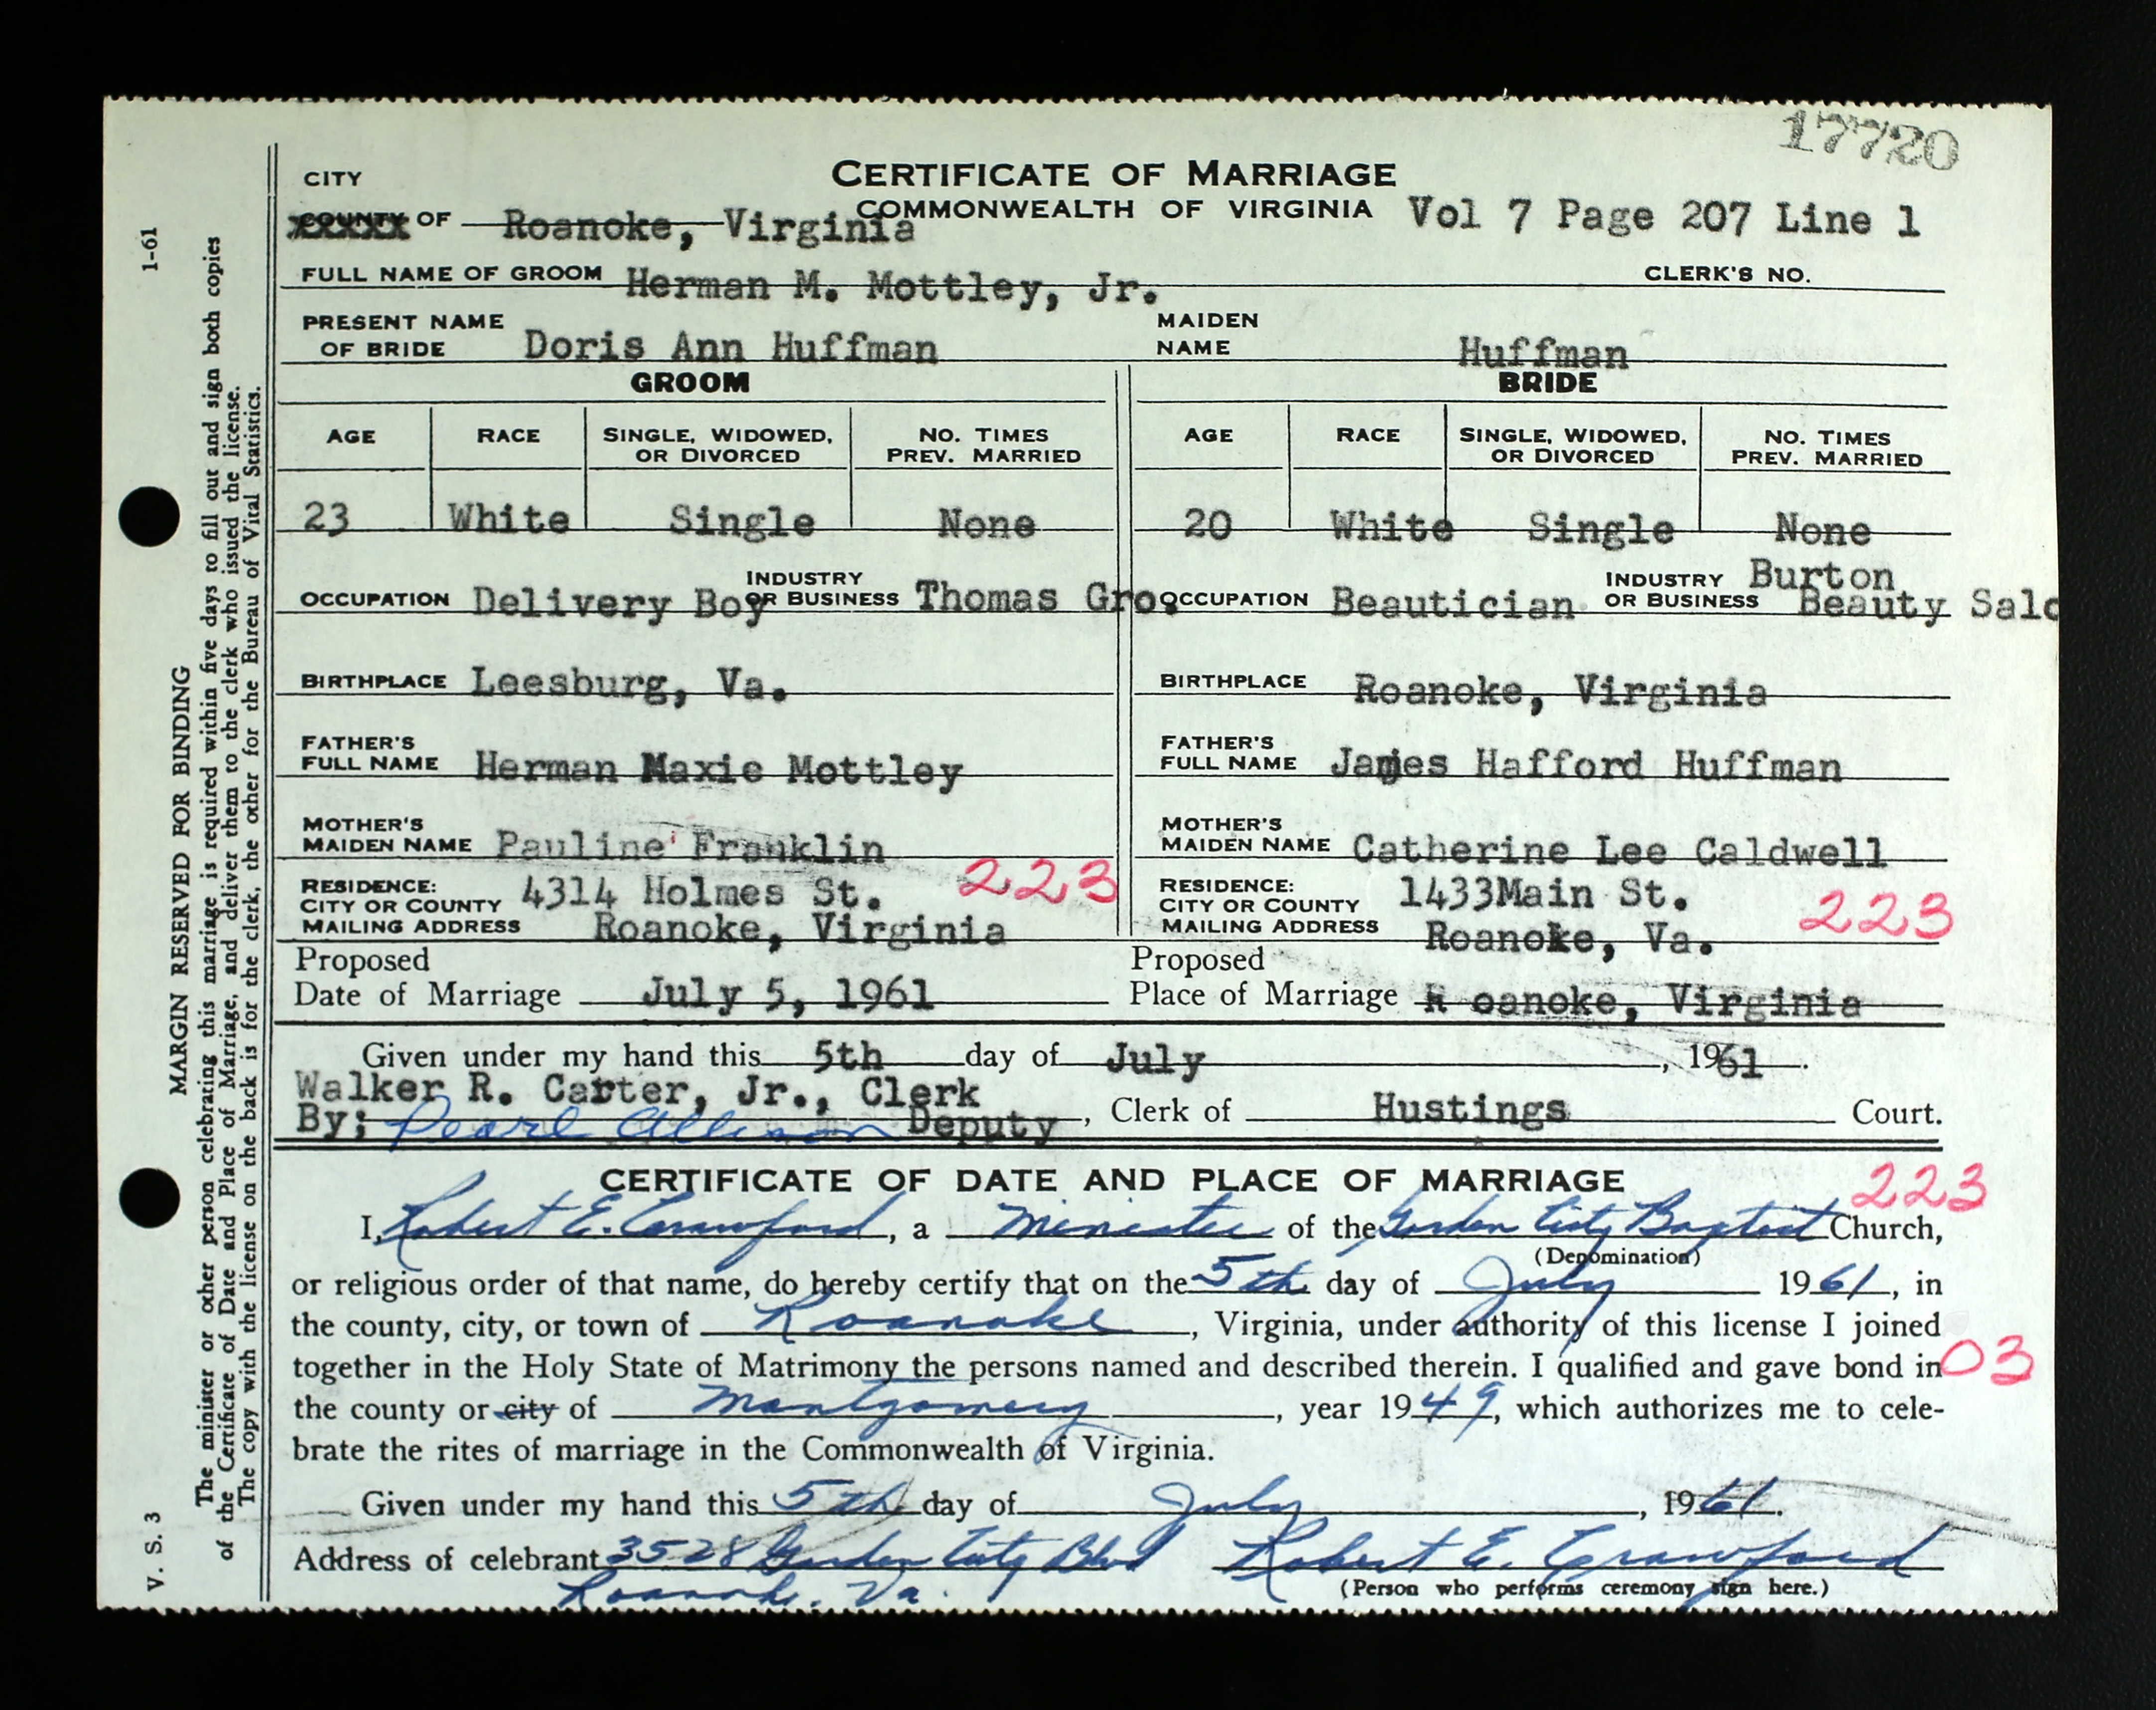 17720
CERTIFICATE OF MARRIAGE
COMMONWEALTH OF VIRGINIA Vol 7 Page 207 Line 1
CITY
COUNTY OF Roanoke, Virginia
FULL NAME OF GROOM Herman M. Mottley, Jr. CLERK'S NO.
PRESENT NAME OF BRIDE Doris Ann Huffman MAIDEN NAME Huffman
GROOM BRIDE
AGE RACE SINGLE, WIDOWED, OR DIVORCED NO. TIMES PREV. MARRIED AGE RACE SINGLE, WIDOWED, OR DIVORCED NO. TIMES PREV. MARRIED
23 White Single None 20 White Single None
OCCUPATION Delivery Boy INDUSTRY OR BUSINESS Thomas Gro. OCCUPATION Beautician INDUSTRY OR BUSINESS Burton Beauty Salo
BIRTHPLACE Leesburg, Va. BIRTHPLACE Roanoke, Virginia
FATHER'S FULL NAME Herman Maxie Mottley FATHER'S FULL NAME James Hafford Huffman
MOTHER'S MAIDEN NAME Pauline Franklin MOTHER'S MAIDEN NAME Catherine Lee Caldwell
RESIDENCE: CITY OR COUNTY MAILING ADDRESS 4314 Holmes St. Roanoke, Virginia 223 RESIDENCE: CITY OR COUNTY MAILING ADDRESS 1433Main St. Roanoke, Va. 223
Proposed Date of Marriage July 5, 1961 Proposed Place of Marriage R oanoke, Virginia
Given under my hand this 5th day of July, 1961.
Walker R. Carter, Jr., Clerk
By; Pearl Allison Deputy, Clerk of Hustings Court.
CERTIFICATE OF DATE AND PLACE OF MARRIAGE
223
I, Robert E. Crawford, a Minister of the Garden City Baptist Church,
(Denomination)
or religious order of that name, do hereby certify that on the 5th day of July 1961, in
the county, city, or town of Roanoke, Virginia, under authority of this license I joined
together in the Holy State of Matrimony the persons named and described therein. I qualified and gave bond in 03
the county or city of Montgomery, year 1949, which authorizes me to cele-
brate the rites of marriage in the Commonwealth of Virginia.
Given under my hand this 5th day of July, 1961.
Address of celebrant 3528 Garden City Blvd Robert E. Crawford
Roanoke, Va. (Person who performs ceremony sign here.)
V. S. 3 MARGIN RESERVED FOR BINDING 1-61
The minister or other person celebrating this marriage is required within five days to fill out and sign both copies
of the Certificate of Date and Place of Marriage, and deliver them to the clerk who issued the license.
The copy with the license on the back is for the clerk, the other for the Bureau of Vital Statistics.